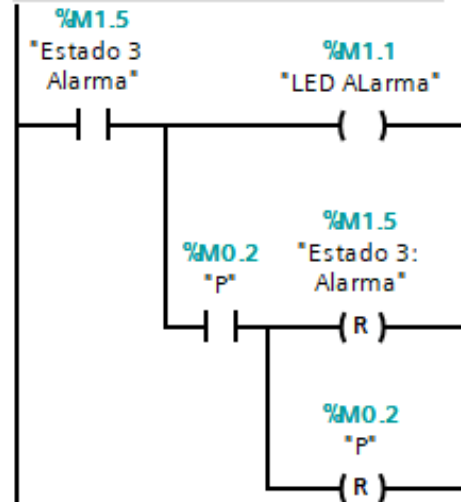 %M1.5
"Estado 3
Alarma"
%M1.1
"LED ALarma"
%M1.5
"Estado 3:
Alarma"
%M0.2
"P"
R
%M0.2
"P"
R